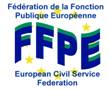 Fédération de la Fonction
Publique Européenne
FFPE
European Civil Service
Federation